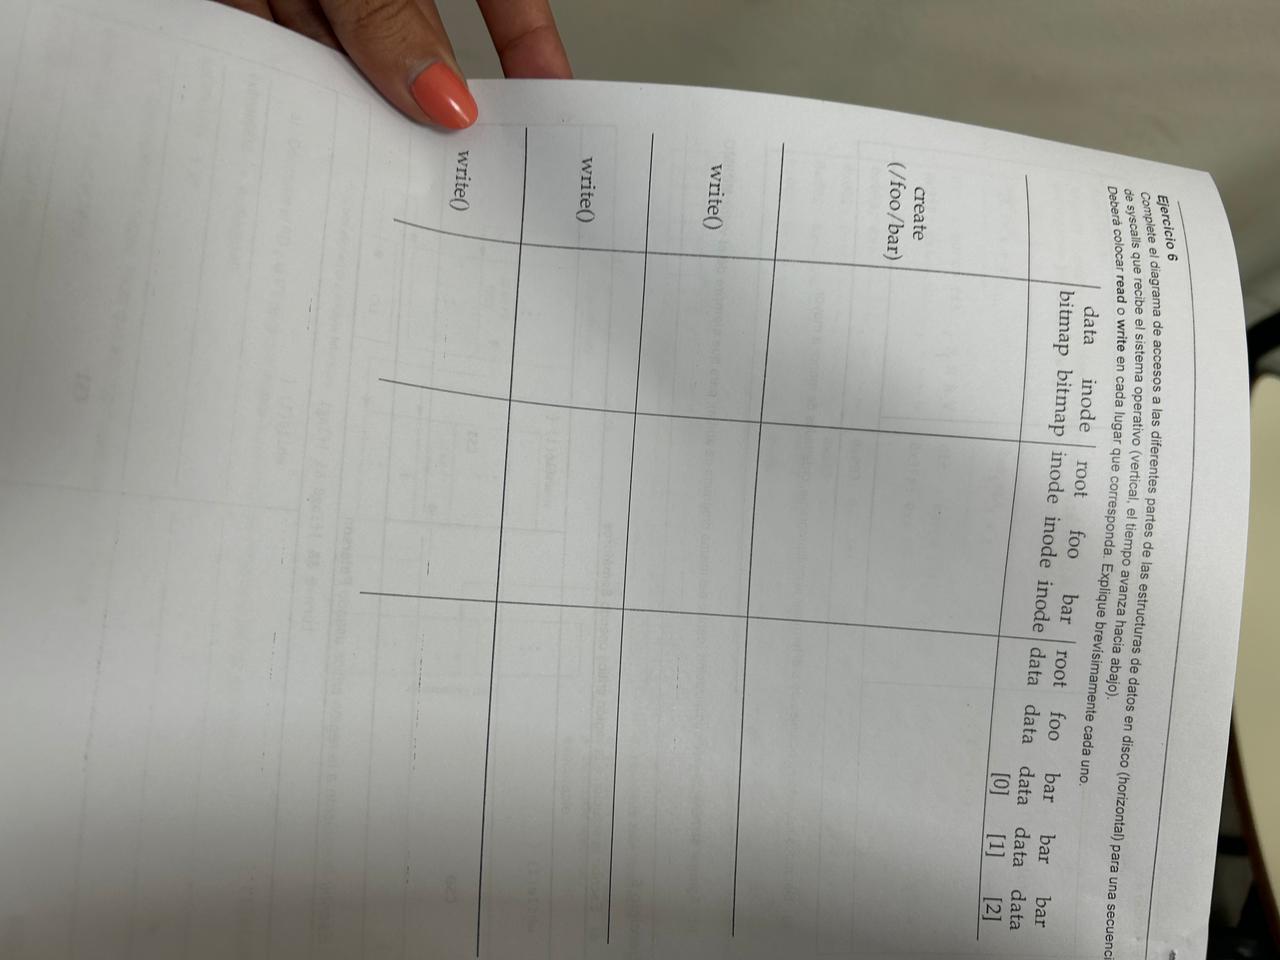 Ejercicio 6
Complete el diagrama de accesos a las diferentes partes de las estructuras de datos en disco (horizontal) para una secuenci
de syscalls que recibe el sistema operativo (vertical, el tiempo avanza hacia abajo).
Deberá colocar read o write en cada lugar que corresponda. Explique brevísimamente cada uno.
data inode root foo bar root foo bar bar bar
bitmap bitmap inode inode inode data data data data data
[0] [1] [2]
create
(//foo/bar)
write()
write()
write()